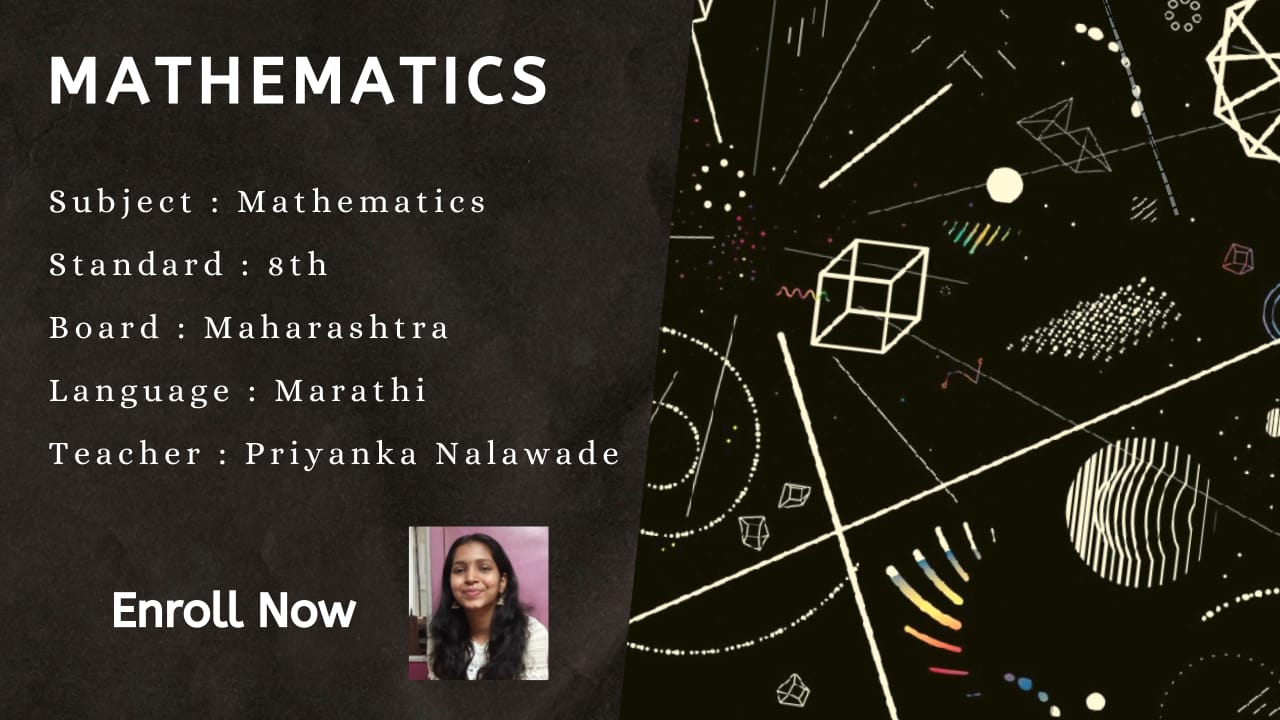 MATHEMATICS
Subject : Mathematics
Standard : 8th
Board : Maharashtra
Language : Marathi
Teacher : Priyanka Nalawade
Enroll Now